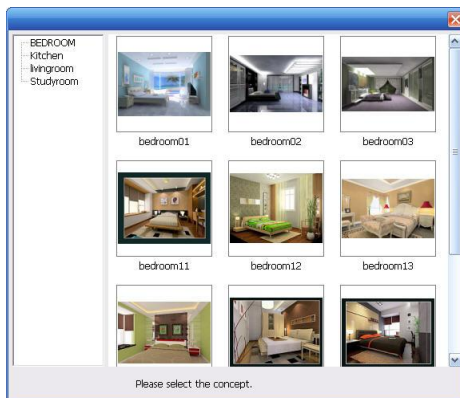 BEDROOM
Kitchen
livingroom
Studyroom
bedroom01
bedroom02
bedroom03
bedroom11
bedroom12
bedroom13
Please select the concept.